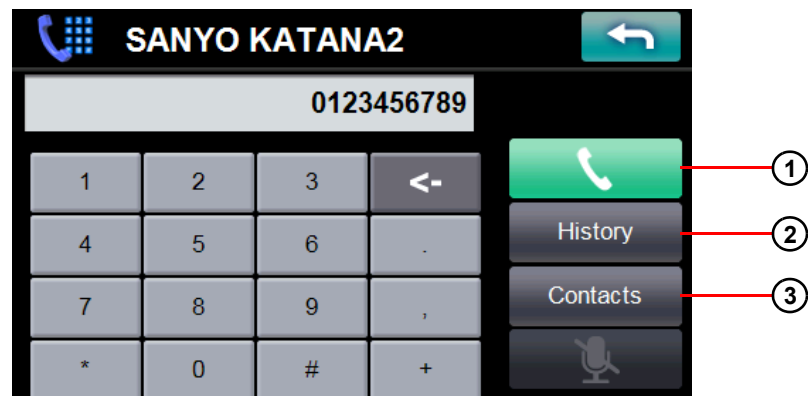 SANYO KATANA2
0123456789
1 2 3 <- 1
4 5 6 . History 2
7 8 9 , Contacts 3
* 0 # +